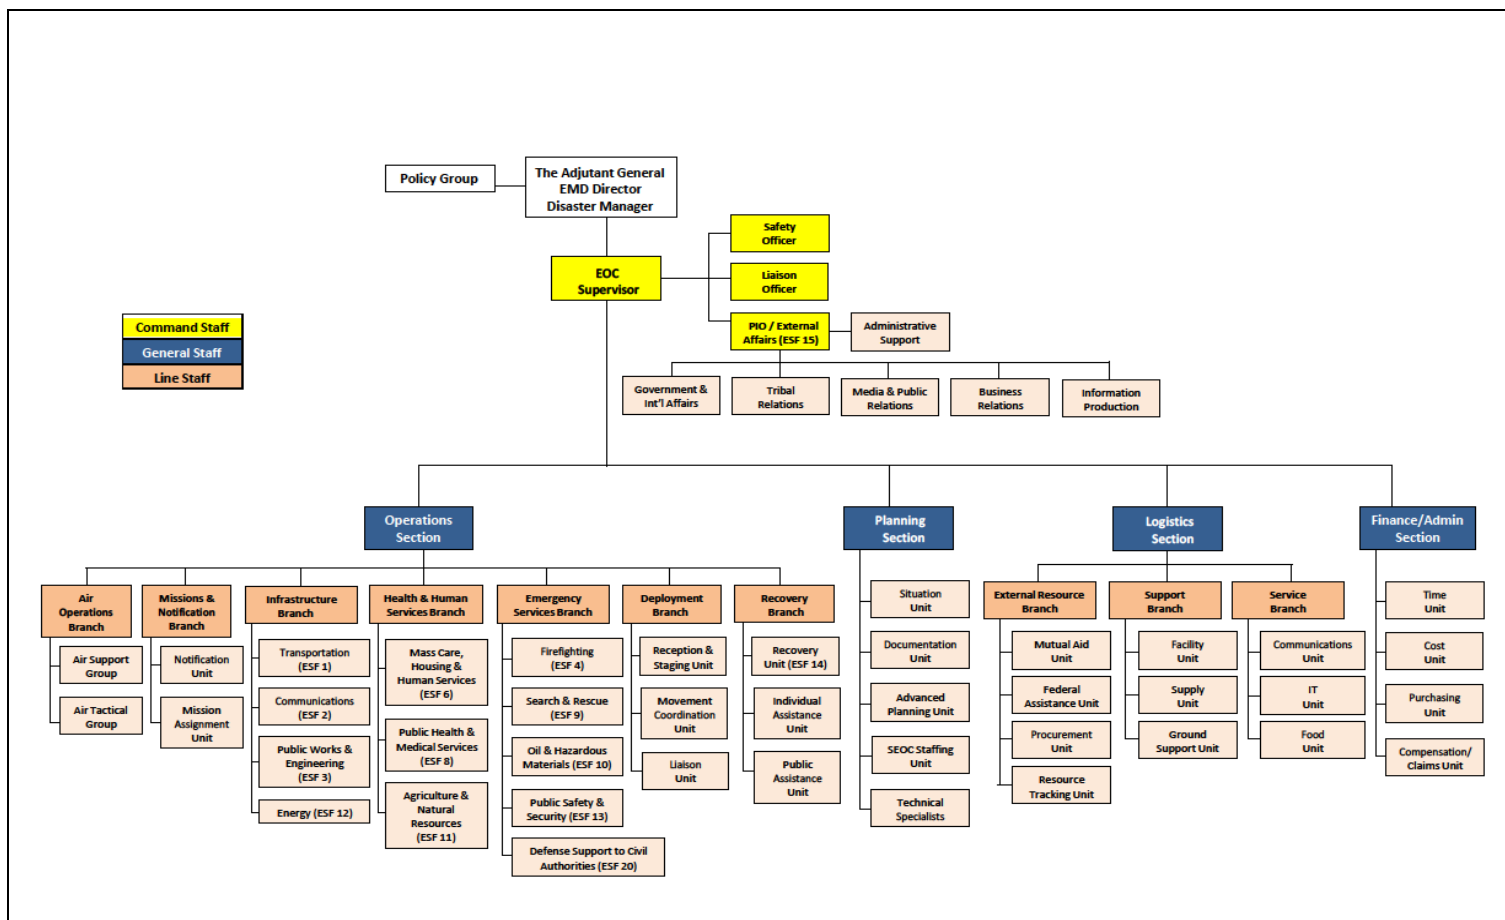 Policy Group
The Adjutant General
EMD Director
Disaster Manager
Safety
Officer
EOC
Supervisor
Liaison
Officer
PIO / External
Affairs (ESF 15)
Administrative
Support
Command Staff
General Staff
Line Staff
Government &
Int'l Affairs
Tribal
Relations
Media & Public
Relations
Business
Relations
Information
Production
Operations
Section
Planning
Section
Logistics
Section
Finance/Admin
Section
Air
Operations
Branch
Missions &
Notification
Branch
Infrastructure
Branch
Health & Human
Services Branch
Emergency
Services Branch
Deployment
Branch
Recovery
Branch
External Resource
Branch
Support
Branch
Service
Branch
Air Support
Group
Air Tactical
Group
Notification
Unit
Mission
Assignment
Unit
Transportation
(ESF 1)
Communications
(ESF 2)
Public Works &
Engineering
(ESF 3)
Energy (ESF 12)
Mass Care,
Housing &
Human Services
(ESF 6)
Public Health &
Medical Services
(ESF 8)
Agriculture &
Natural
Resources
(ESF 11)
Firefighting
(ESF 4)
Search & Rescue
(ESF 9)
Oil & Hazardous
Materials (ESF 10)
Public Safety &
Security (ESF 13)
Defense Support to Civil
Authorities (ESF 20)
Reception &
Staging Unit
Movement
Coordination
Unit
Liaison
Unit
Recovery
Unit (ESF 14)
Individual
Assistance
Unit
Public
Assistance
Unit
Situation
Unit
Documentation
Unit
Advanced
Planning Unit
SEOC Staffing
Unit
Technical
Specialists
Mutual Aid
Unit
Federal
Assistance Unit
Procurement
Unit
Resource
Tracking Unit
Facility
Unit
Supply
Unit
Ground
Support Unit
Communications
Unit
IT
Unit
Food
Unit
Time
Unit
Cost
Unit
Purchasing
Unit
Compensation/
Claims Unit